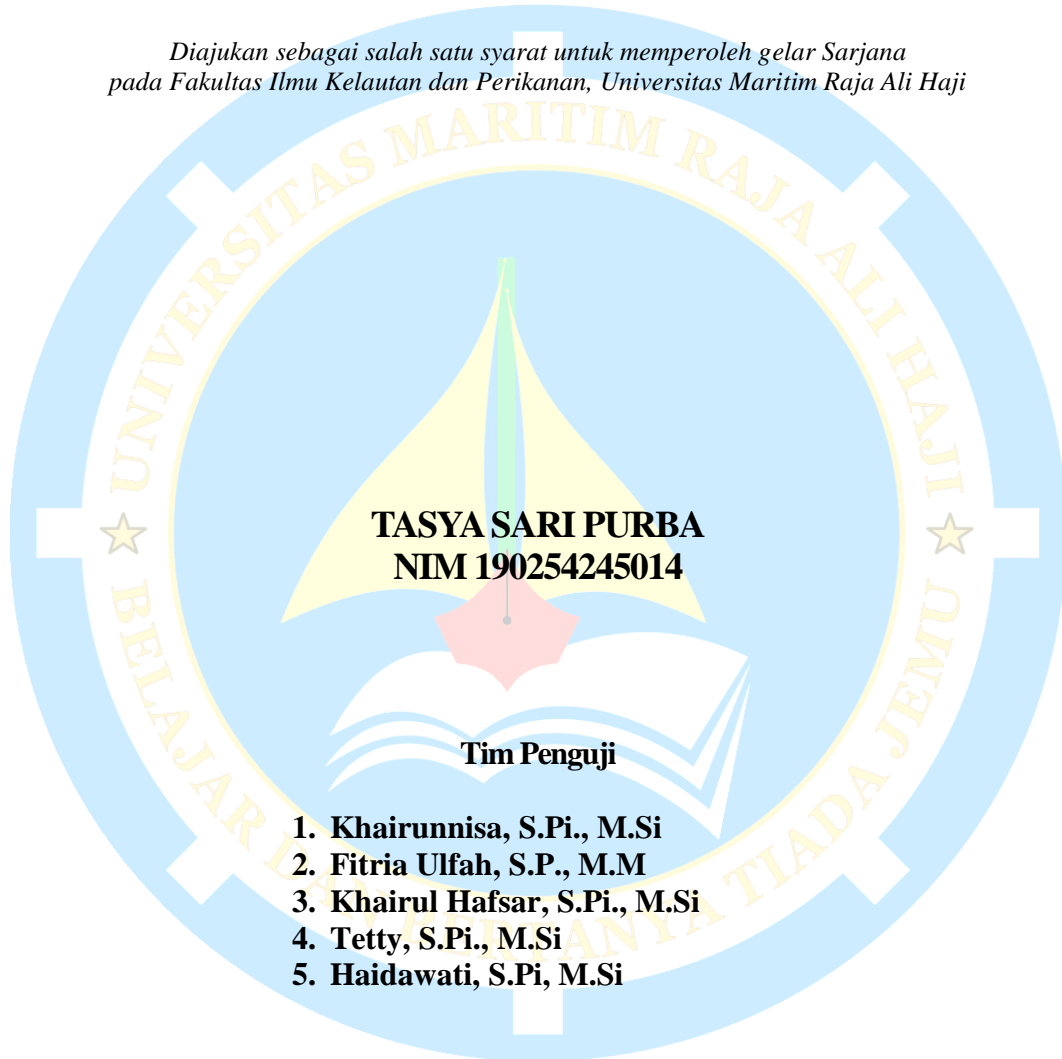 Diajukan sebagai salah satu syarat untuk memperoleh gelar Sarjana
pada Fakultas Ilmu Kelautan dan Perikanan, Universitas Maritim Raja Ali Haji
UNIVERSITAS MARITIM RAJA ALI HAJI
TASYA SARI PURBA
NIM 190254245014
BELAJAR DAN BERTANYA TIADA JEMU
Tim Penguji
1. Khairunnisa, S.Pi., M.Si
2. Fitria Ulfah, S.P., M.M
3. Khairul Hafsar, S.Pi., M.Si
4. Tetty, S.Pi., M.Si
5. Haidawati, S.Pi, M.Si